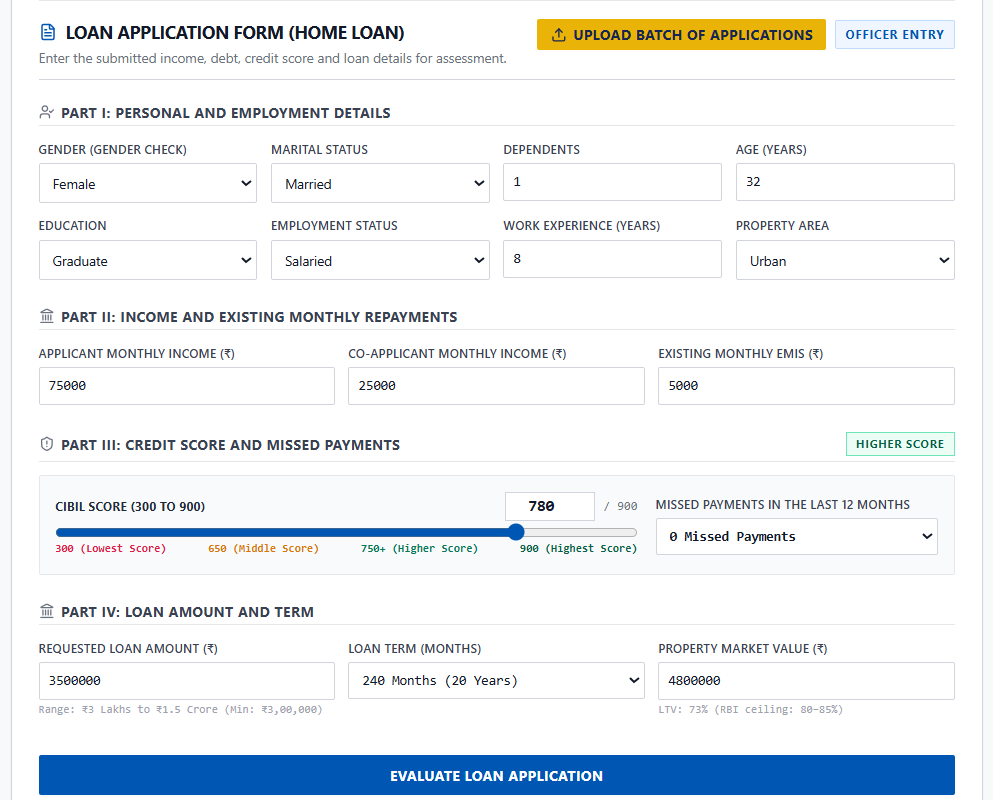 LOAN APPLICATION FORM (HOME LOAN)
UPLOAD BATCH OF APPLICATIONS
OFFICER ENTRY
Enter the submitted income, debt, credit score and loan details for assessment.
PART I: PERSONAL AND EMPLOYMENT DETAILS
GENDER (GENDER CHECK) MARITAL STATUS DEPENDENTS AGE (YEARS)
Female Married 1 32
EDUCATION EMPLOYMENT STATUS WORK EXPERIENCE (YEARS) PROPERTY AREA
Graduate Salaried 8 Urban
PART II: INCOME AND EXISTING MONTHLY REPAYMENTS
APPLICANT MONTHLY INCOME (₹) CO-APPLICANT MONTHLY INCOME (₹) EXISTING MONTHLY EMIS (₹)
75000 25000 5000
PART III: CREDIT SCORE AND MISSED PAYMENTS
HIGHER SCORE
CIBIL SCORE (300 TO 900) 780 / 900 MISSED PAYMENTS IN THE LAST 12 MONTHS
0 Missed Payments
300 (Lowest Score) 650 (Middle Score) 750+ (Higher Score) 900 (Highest Score)
PART IV: LOAN AMOUNT AND TERM
REQUESTED LOAN AMOUNT (₹) LOAN TERM (MONTHS) PROPERTY MARKET VALUE (₹)
3500000 240 Months (20 Years) 4800000
Range: ₹3 Lakhs to ₹1.5 Crore (Min: ₹3,00,000) LTV: 73% (RBI ceiling: 80–85%)
EVALUATE LOAN APPLICATION